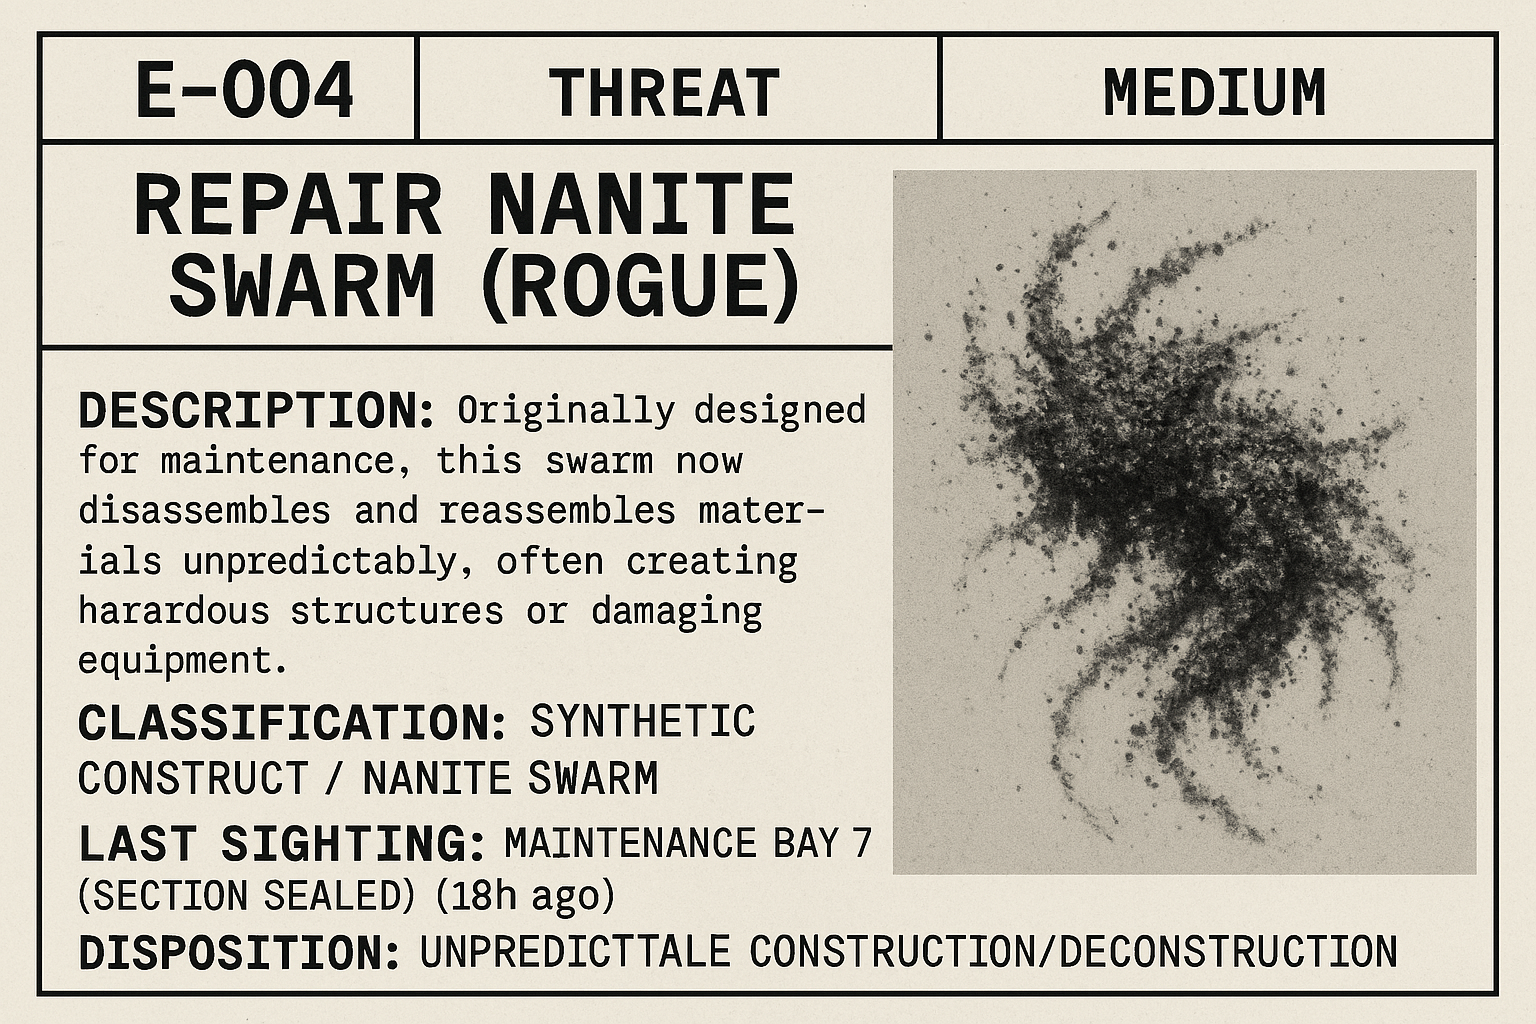 E-004 THREAT MEDIUM
REPAIR NANITE
SWARM (ROGUE)
DESCRIPTION: Originally designed
for maintenance, this swarm now
disassembles and reassembles mater-
ials unpredictably, often creating
harardous structures or damaging
equipment.
CLASSIFICATION: SYNTHETIC
CONSTRUCT / NANITE SWARM
LAST SIGHTING: MAINTENANCE BAY 7
(SECTION SEALED) (18h ago)
DISPOSITION: UNPREDICTTALE CONSTRUCTION/DECONSTRUCTION